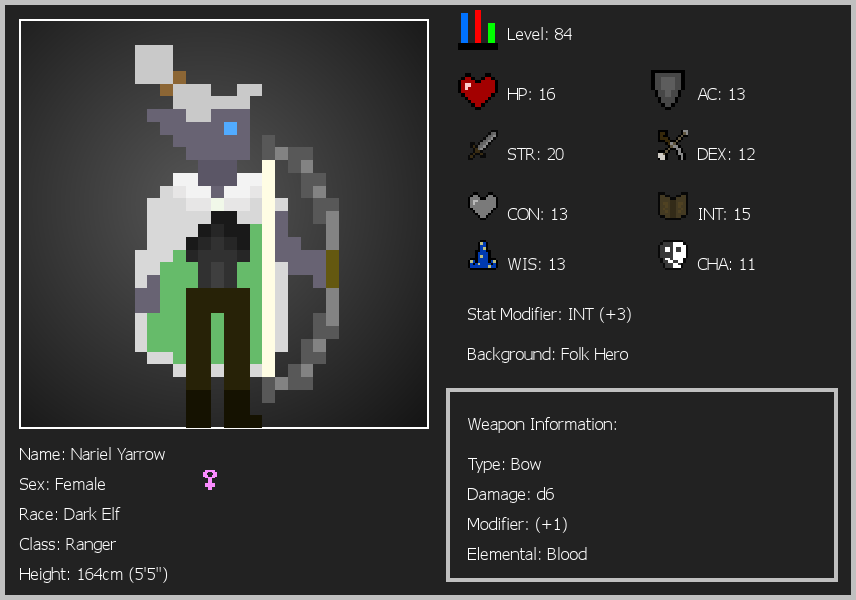 Level: 84
HP: 16
AC: 13
STR: 20
DEX: 12
CON: 13
INT: 15
WIS: 13
CHA: 11
Stat Modifier: INT (+3)
Background: Folk Hero
Weapon Information:
Type: Bow
Damage: d6
Modifier: (+1)
Elemental: Blood
Name: Nariel Yarrow
Sex: Female
Race: Dark Elf
Class: Ranger
Height: 164cm (5'5")